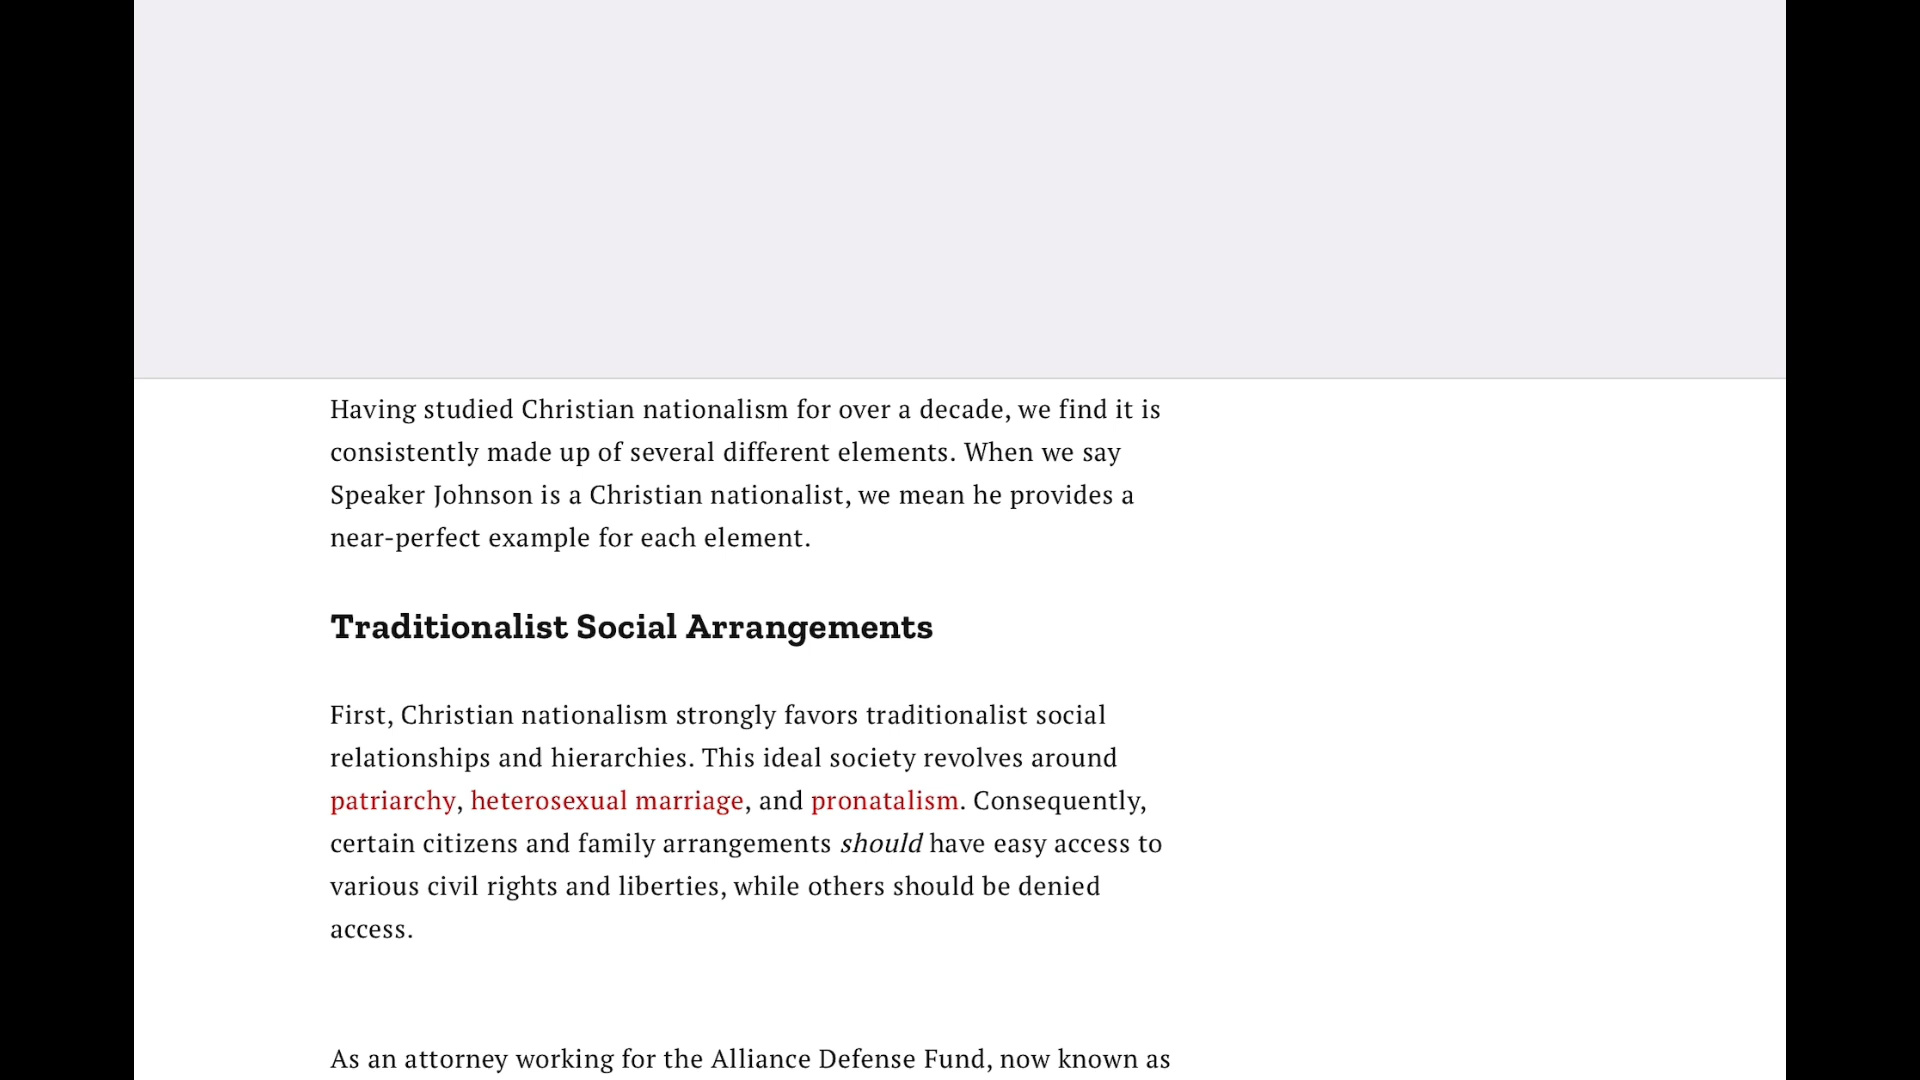 Having studied Christian nationalism for over a decade, we find it is
consistently made up of several different elements. When we say
Speaker Johnson is a Christian nationalist, we mean he provides a
near-perfect example for each element.
Traditionalist Social Arrangements
First, Christian nationalism strongly favors traditionalist social
relationships and hierarchies. This ideal society revolves around
patriarchy, heterosexual marriage, and pronatalism. Consequently,
certain citizens and family arrangements should have easy access to
various civil rights and liberties, while others should be denied
access.
As an attorney working for the Alliance Defense Fund, now known as